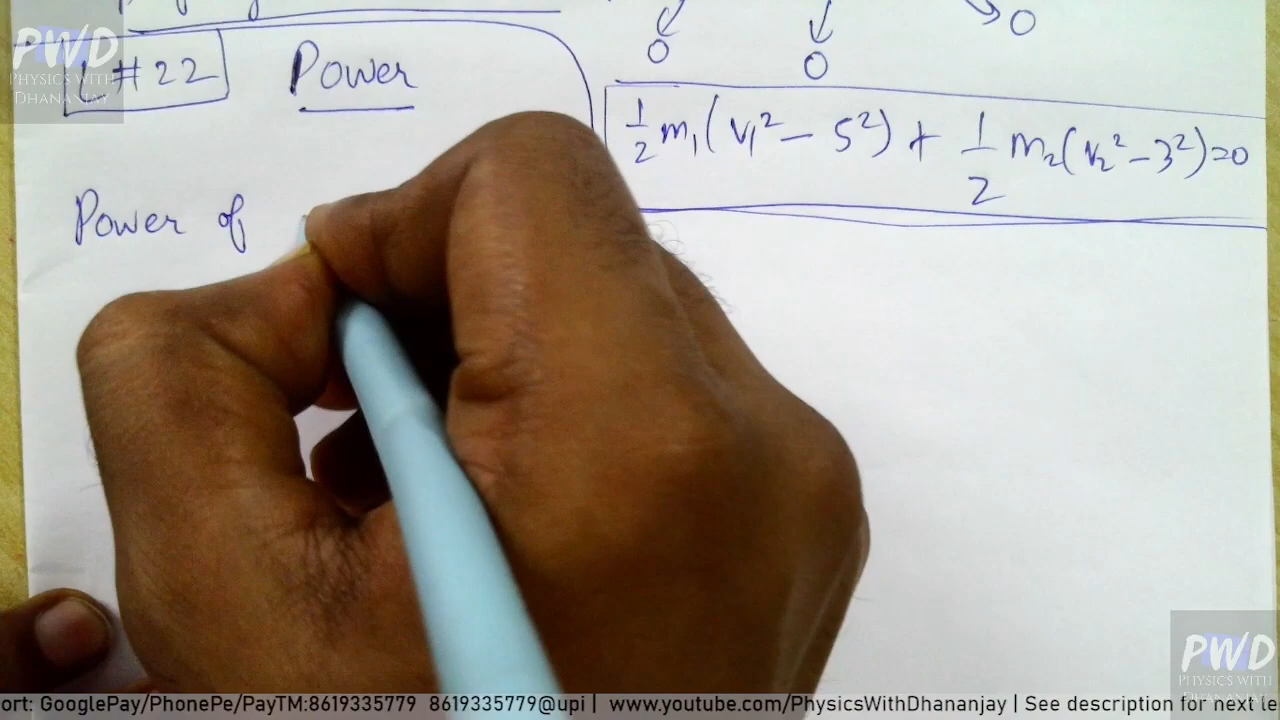 PWD
PHYSICS WITH
DHANANJAY
L#22
Power
0
0
0
1/2 m₁(v₁² - 5²) + 1/2 m₂(v₂² - 3²)=0
Power of
PWD
PHYSICS WITH
DHANANJAY
ort: GooglePay/PhonePe/PayTM:8619335779 8619335779@upi | www.youtube.com/PhysicsWithDhananjay | See description for next le